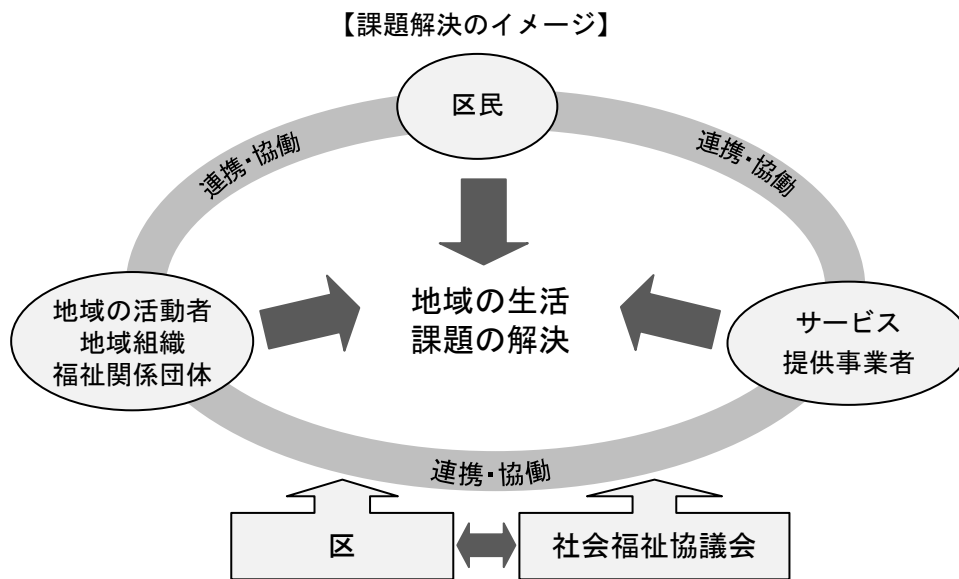 【課題解決のイメージ】
区民
連携・協働
連携・協働
地域の活動者
地域組織
福祉関係団体
地域の生活
課題の解決
サービス
提供事業者
連携・協働
区
社会福祉協議会